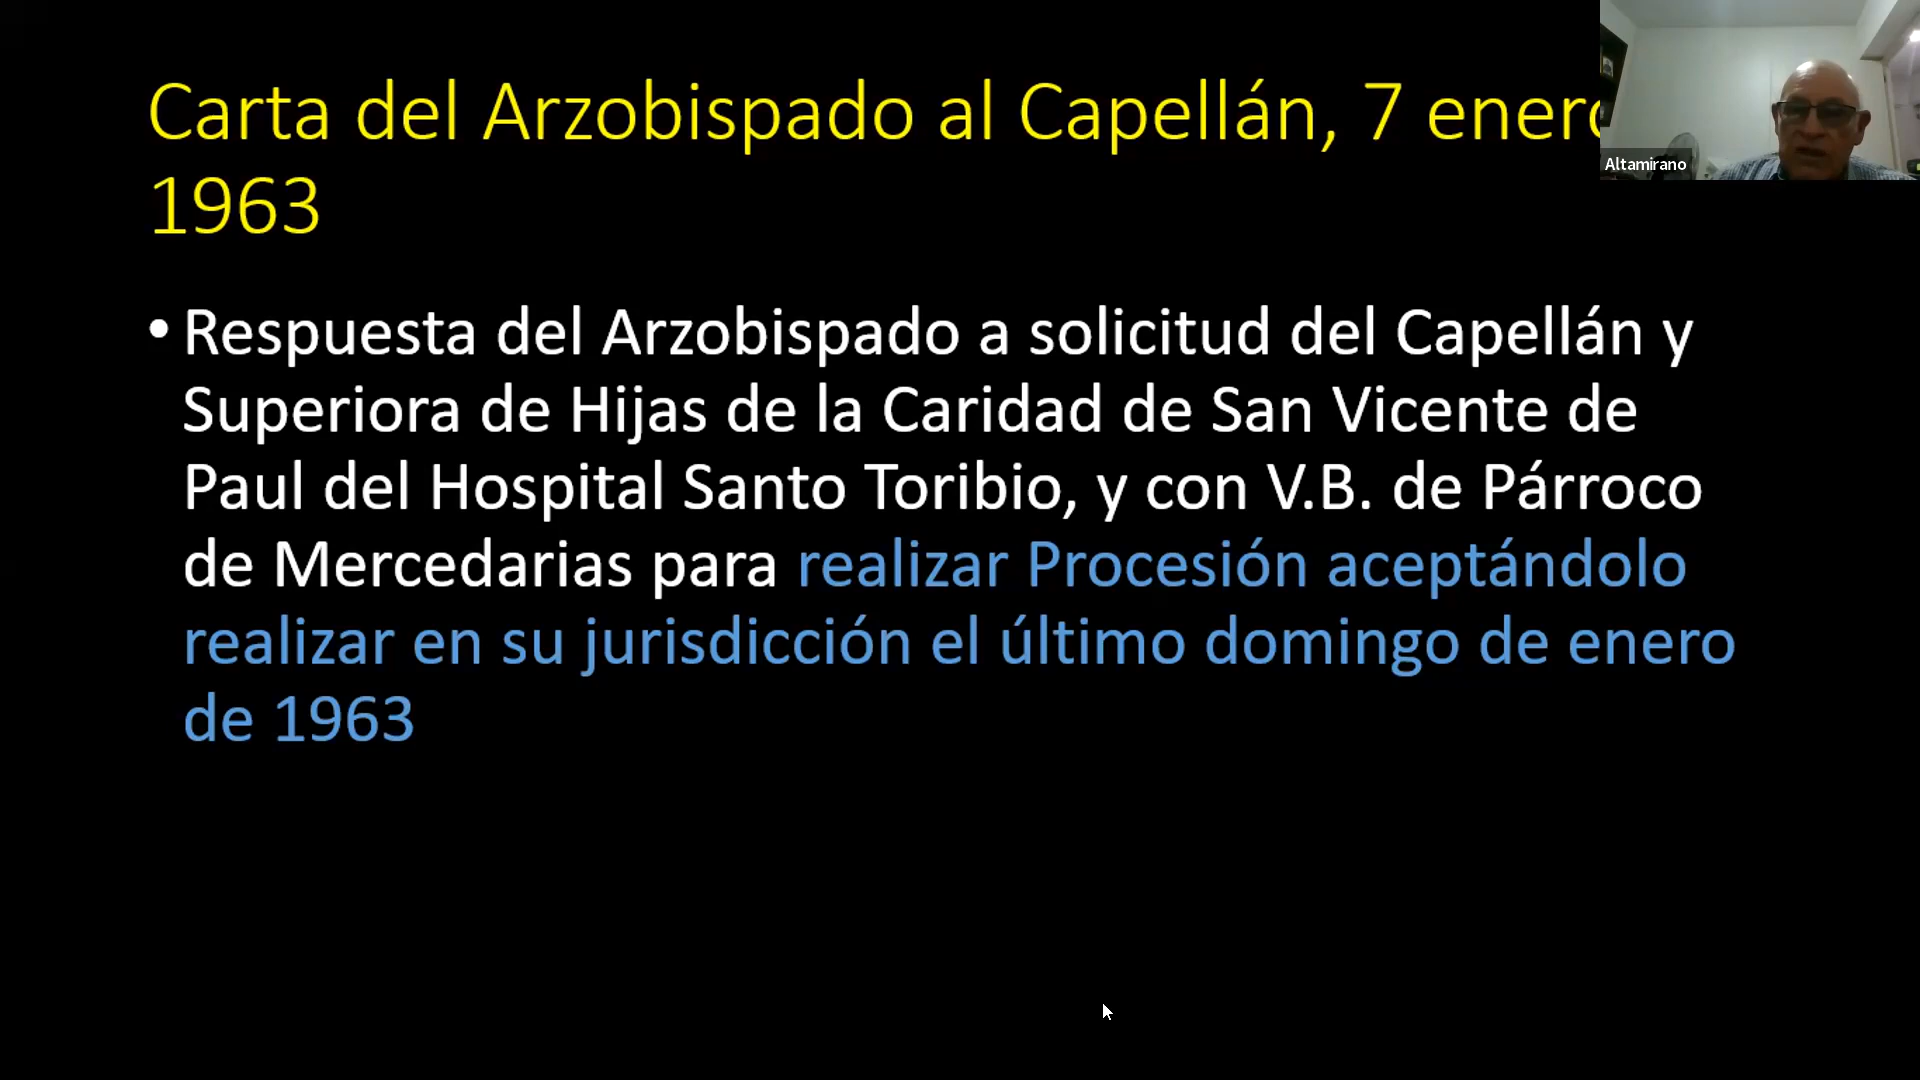 Carta del Arzobispado al Capellán, 7 enero
1963
• Respuesta del Arzobispado a solicitud del Capellán y
Superiora de Hijas de la Caridad de San Vicente de
Paul del Hospital Santo Toribio, y con V.B. de Párroco
de Mercedarias para realizar Procesión aceptándolo
realizar en su jurisdicción el último domingo de enero
de 1963
Altamirano